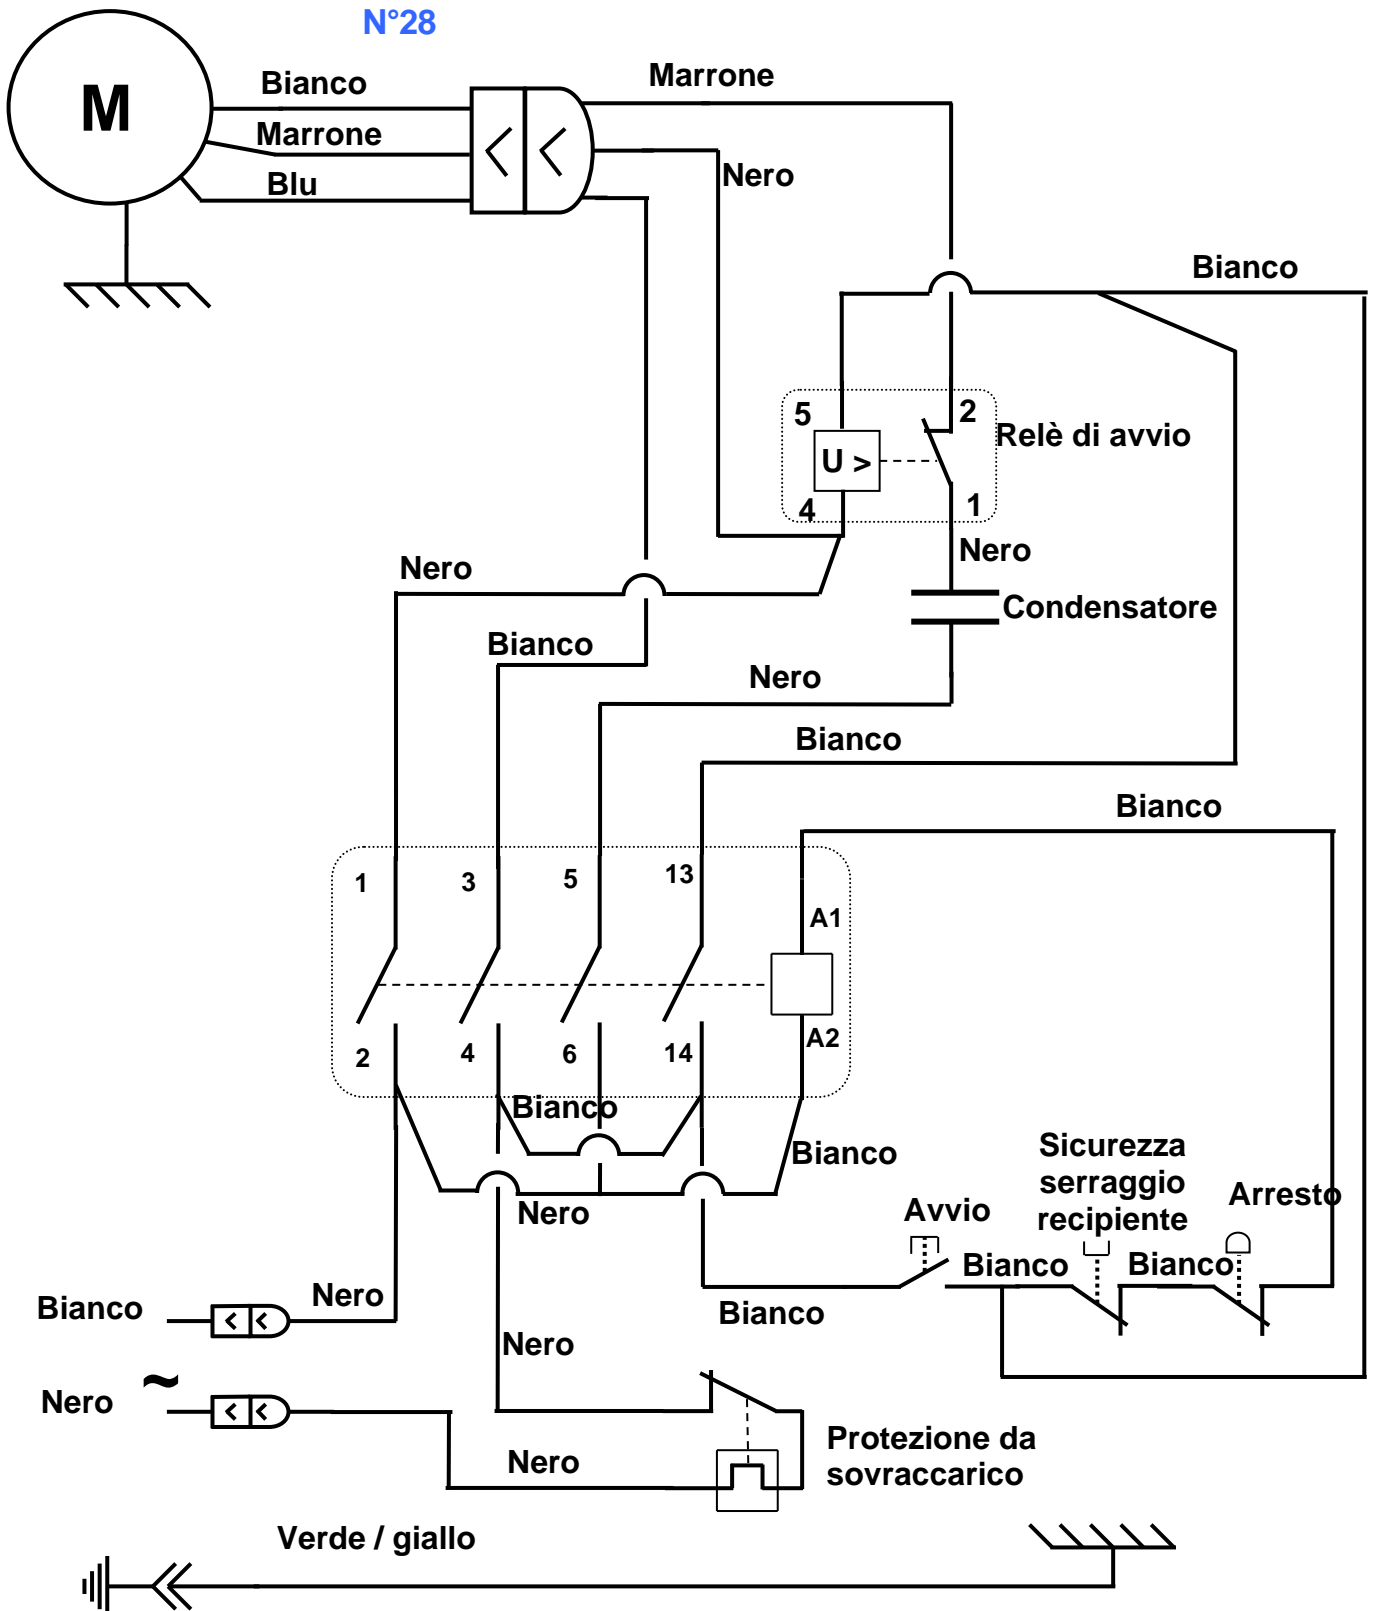 N°28
M
Bianco
Marrone
Blu
Marrone
Nero
Bianco
5
2
U >
Relè di avvio
4
1
Nero
Nero
Condensatore
Bianco
Nero
Bianco
Bianco
1
3
5
13
A1
2
4
6
14
A2
Bianco
Bianco
Nero
Sicurezza
serraggio
recipiente
Avvio
Arresto
Bianco
Bianco
Bianco
Nero
Bianco
Nero
~
Nero
Nero
Protezione da
sovraccarico
Verde / giallo